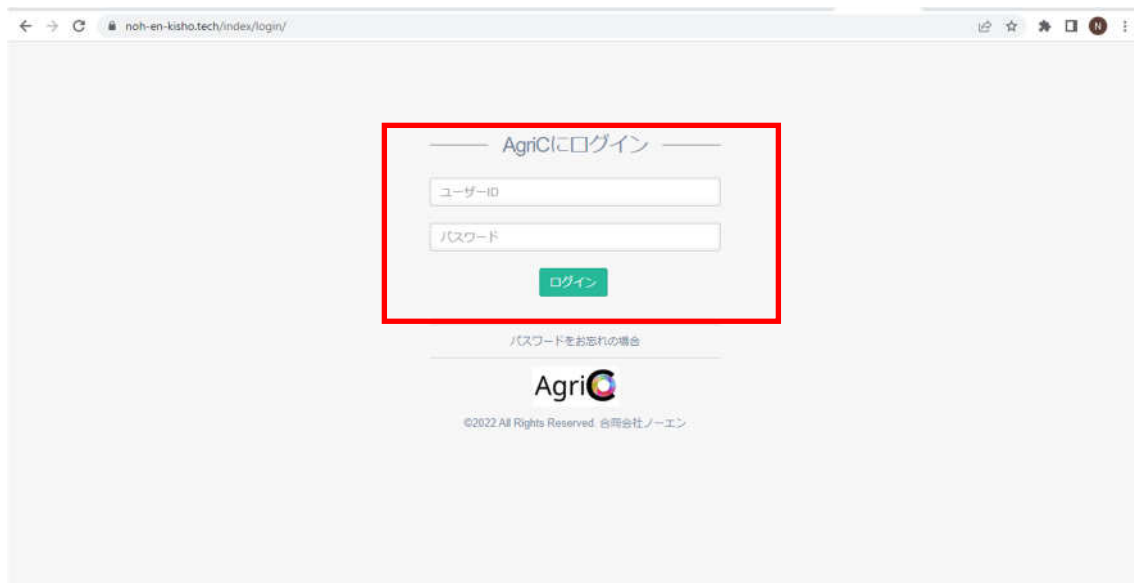 noh-en-kisho.tech/index/login/
N
AgriCにログイン
ユーザーID
パスワード
ログイン
パスワードをお忘れの場合
AgriC
©2022 All Rights Reserved. 合同会社ノーエン